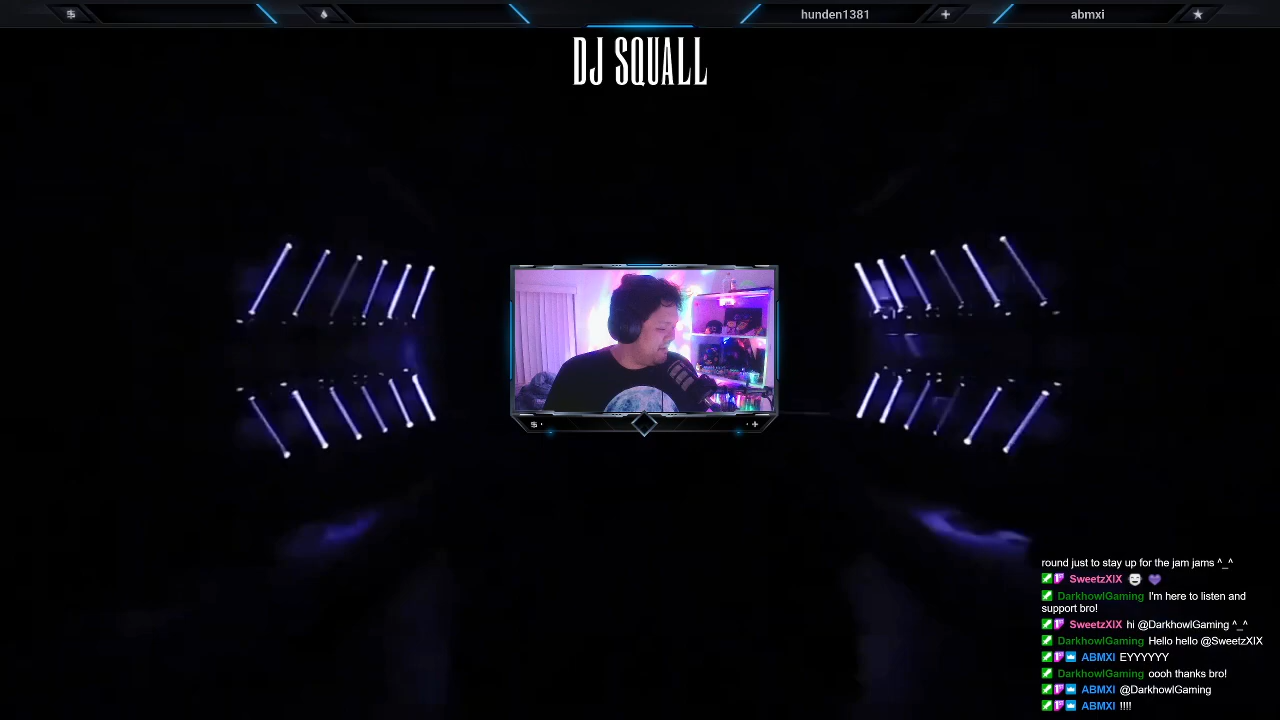 hunden1381
abmxi
DJ SQUALL
round just to stay up for the jam jams ^_^
SweetzXIX
DarkhowlGaming I'm here to listen and
support bro!
SweetzXIX hi @DarkhowlGaming ^_^
DarkhowlGaming Hello hello @SweetzXIX
ABMXI EYYYYYY
DarkhowlGaming oooh thanks bro!
ABMXI @DarkhowlGaming
ABMXI !!!!